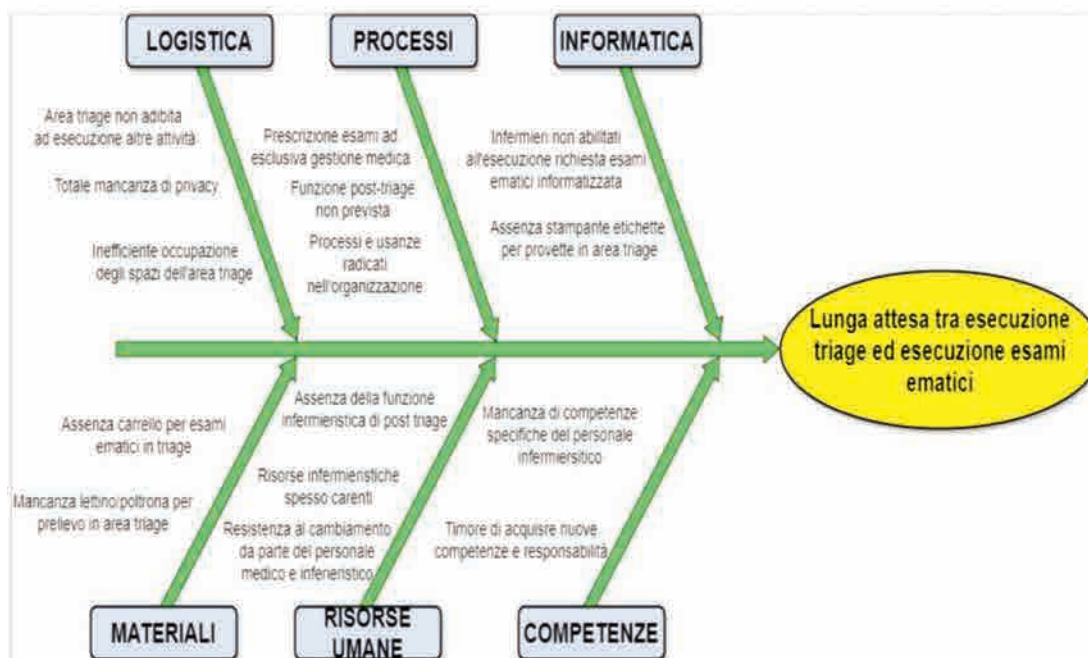 LOGISTICA
PROCESSI
INFORMATICA
Area triage non adibita
ad esecuzione altre attività
Totale mancanza di privacy
Inefficiente occupazione
degli spazi dell'area triage
Prescrizione esami ad
esclusiva gestione medica
Funzione post-triage
non prevista
Processi e usanze
radicati
nell'organizzazione
Infermieri non abilitati
all'esecuzione richiesta esami
ematici informatizzata
Assenza stampante etichette
per provette in area triage
Lunga attesa tra esecuzione
triage ed esecuzione esami
ematici
Assenza carrello per esami
ematici in triage
Mancanza lettino/poltrona per
prelievo in area triage
Assenza della funzione
infermieristica di post triage
Risorse infermieristiche
spesso carenti
Resistenza al cambiamento
da parte del personale
medico e infeneristico
Mancanza di competenze
specifiche del personale
infermiersitico
Timore di acquisire nuove
competenze e responsabilità
MATERIALI
RISORSE
UMANE
COMPETENZE